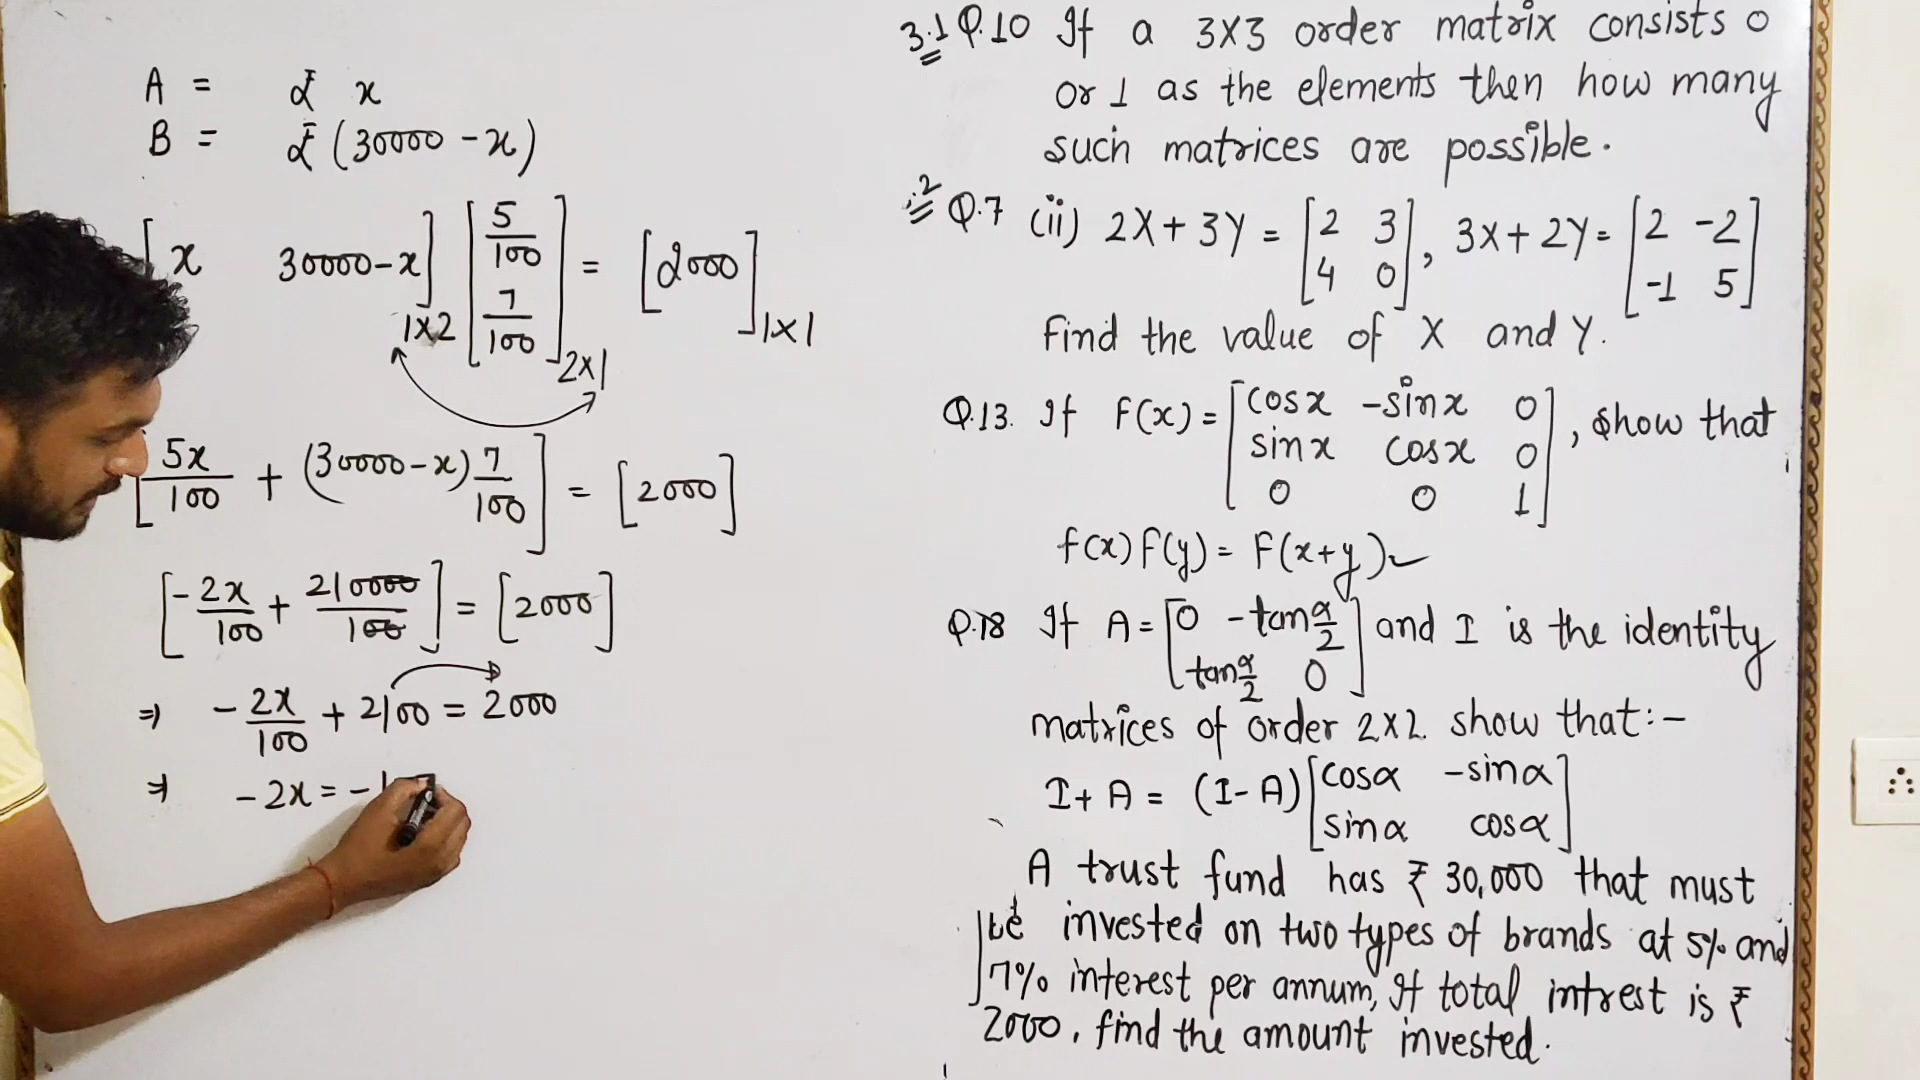 A = ₹ x
B = ₹ (30000 - x)
[x 30000-x] 1x2 [5/100 7/100] 2x1 = [2000] 1x1
[5x/100 + (30000-x) 7/100] = [2000]
[-2x/100 + 210000/100] = [2000]
⇒ -2x/100 + 2100 = 2000
⇒ -2x = -1
3.1 Q.10 If a 3x3 order matrix consists 0
or 1 as the elements then how many
such matrices are possible.
.2 Q.7 (ii) 2X + 3Y = [2 3 4 0], 3X + 2Y = [2 -2 -1 5]
Find the value of X and Y.
Q.13. If F(x) = [cosx -sinx 0 sinx cosx 0 0 0 1], show that
f(x) F(y) = F(x+y)
Q.18 If A = [0 -tan α/2 tan α/2 0] and I is the identity
matrices of order 2x2. show that:-
I + A = (I - A) [cosα -sinα sinα cosα]
A trust fund has ₹ 30,000 that must
be invested on two types of brands at 5% and
7% interest per annum, If total intrest is ₹
2000, find the amount invested.